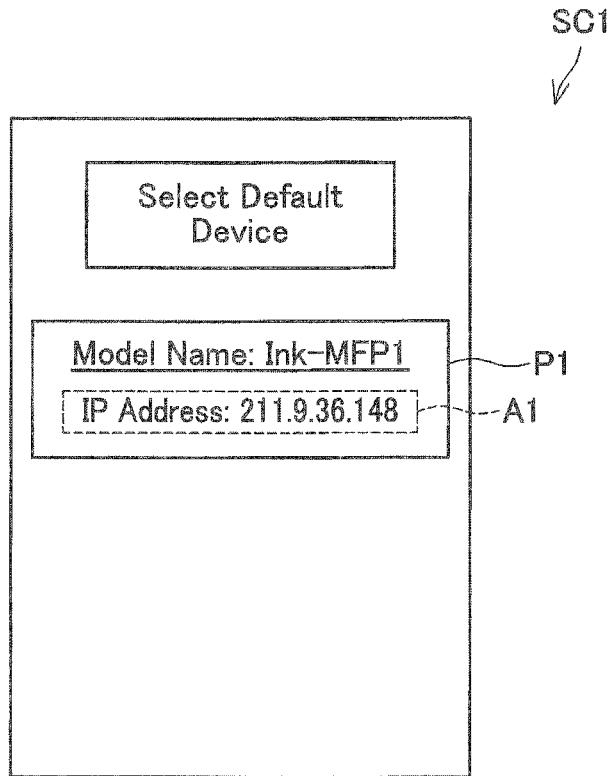 SC1
Select Default
Device
Model Name: Ink-MFP1
P1
IP Address: 211.9.36.148
A1